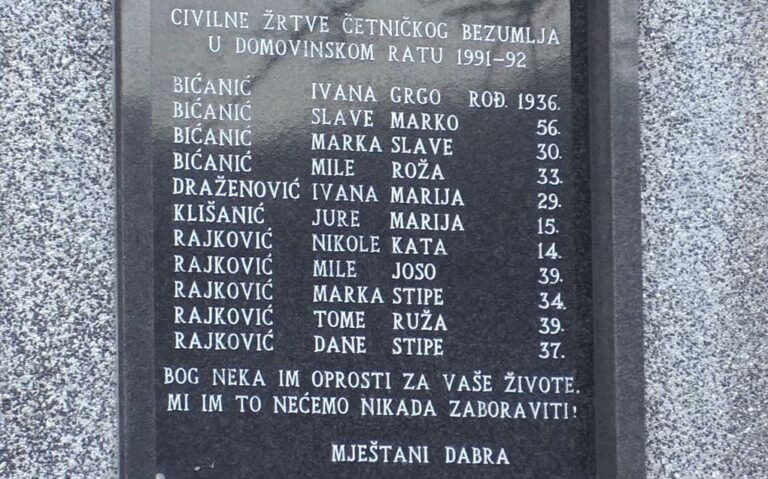 CIVILNE ŽRTVE ČETNIČKOG BEZUMLJA
U DOMOVINSKOM RATU 1991-92
BIĆANIĆ IVANA GRGO ROĐ. 1936.
BIĆANIĆ SLAVE MARKO 56.
BIĆANIĆ MARKA SLAVE 30.
BIĆANIĆ MILE ROŽA 33.
DRAŽENOVIĆ IVANA MARIJA 29.
KLIŠANIĆ JURE MARIJA 15.
RAJKOVIĆ NIKOLE KATA 14.
RAJKOVIĆ MILE JOSO 39.
RAJKOVIĆ MARKA STIPE 34.
RAJKOVIĆ TOME RUŽA 39.
RAJKOVIĆ DANE STIPE 37.
BOG NEKA IM OPROSTI ZA VAŠE ŽIVOTE.
MI IM TO NEĆEMO NIKADA ZABORAVITI!
MJEŠTANI DABRA